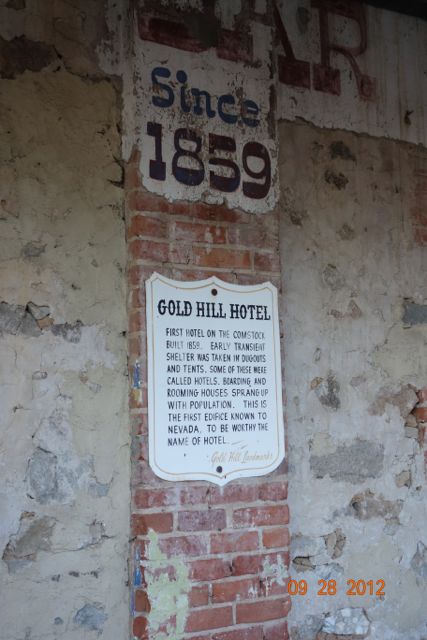 Since
1859
GOLD HILL HOTEL
FIRST HOTEL ON THE COMSTOCK
BUILT 1859. EARLY TRANSIENT
SHELTER WAS TAKEN IN DUGOUTS
AND TENTS. SOME OF THESE WERE
CALLED HOTELS. BOARDING AND
ROOMING HOUSES SPRANG UP
WITH POPULATION. THIS IS
THE FIRST EDIFICE KNOWN TO
NEVADA, TO BE WORTHY THE
NAME OF HOTEL.
Gold Hill Landmarks
09 28 2012